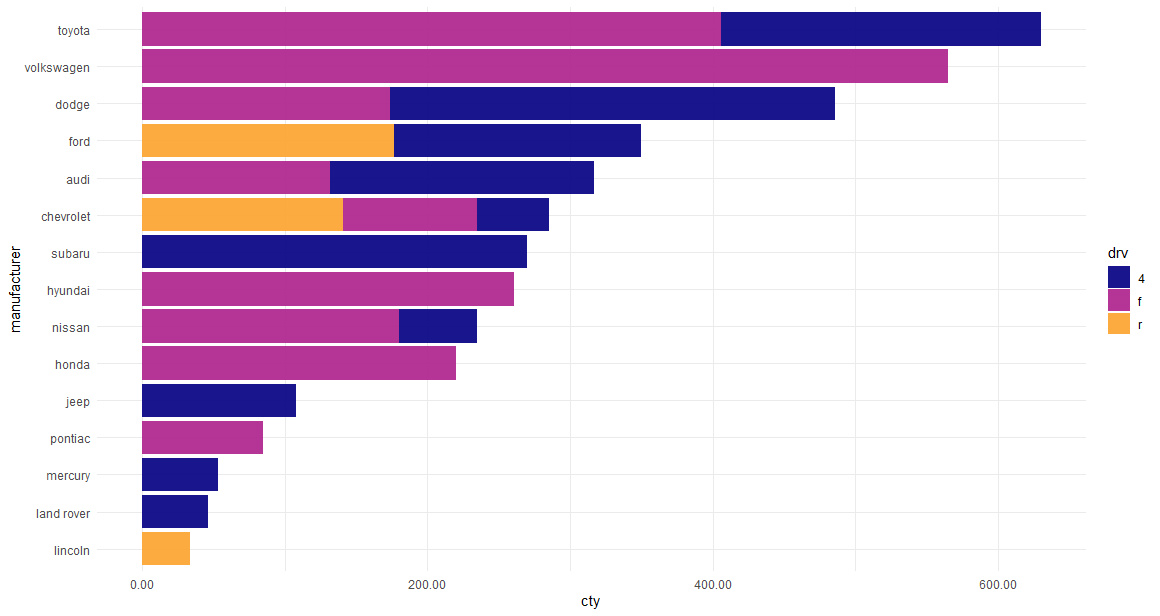 toyota
volkswagen
dodge
ford
audi
chevrolet
subaru
hyundai
nissan
honda
jeep
pontiac
mercury
land rover
lincoln
manufacturer
0.00 200.00 400.00 600.00
cty
drv
4
f
r